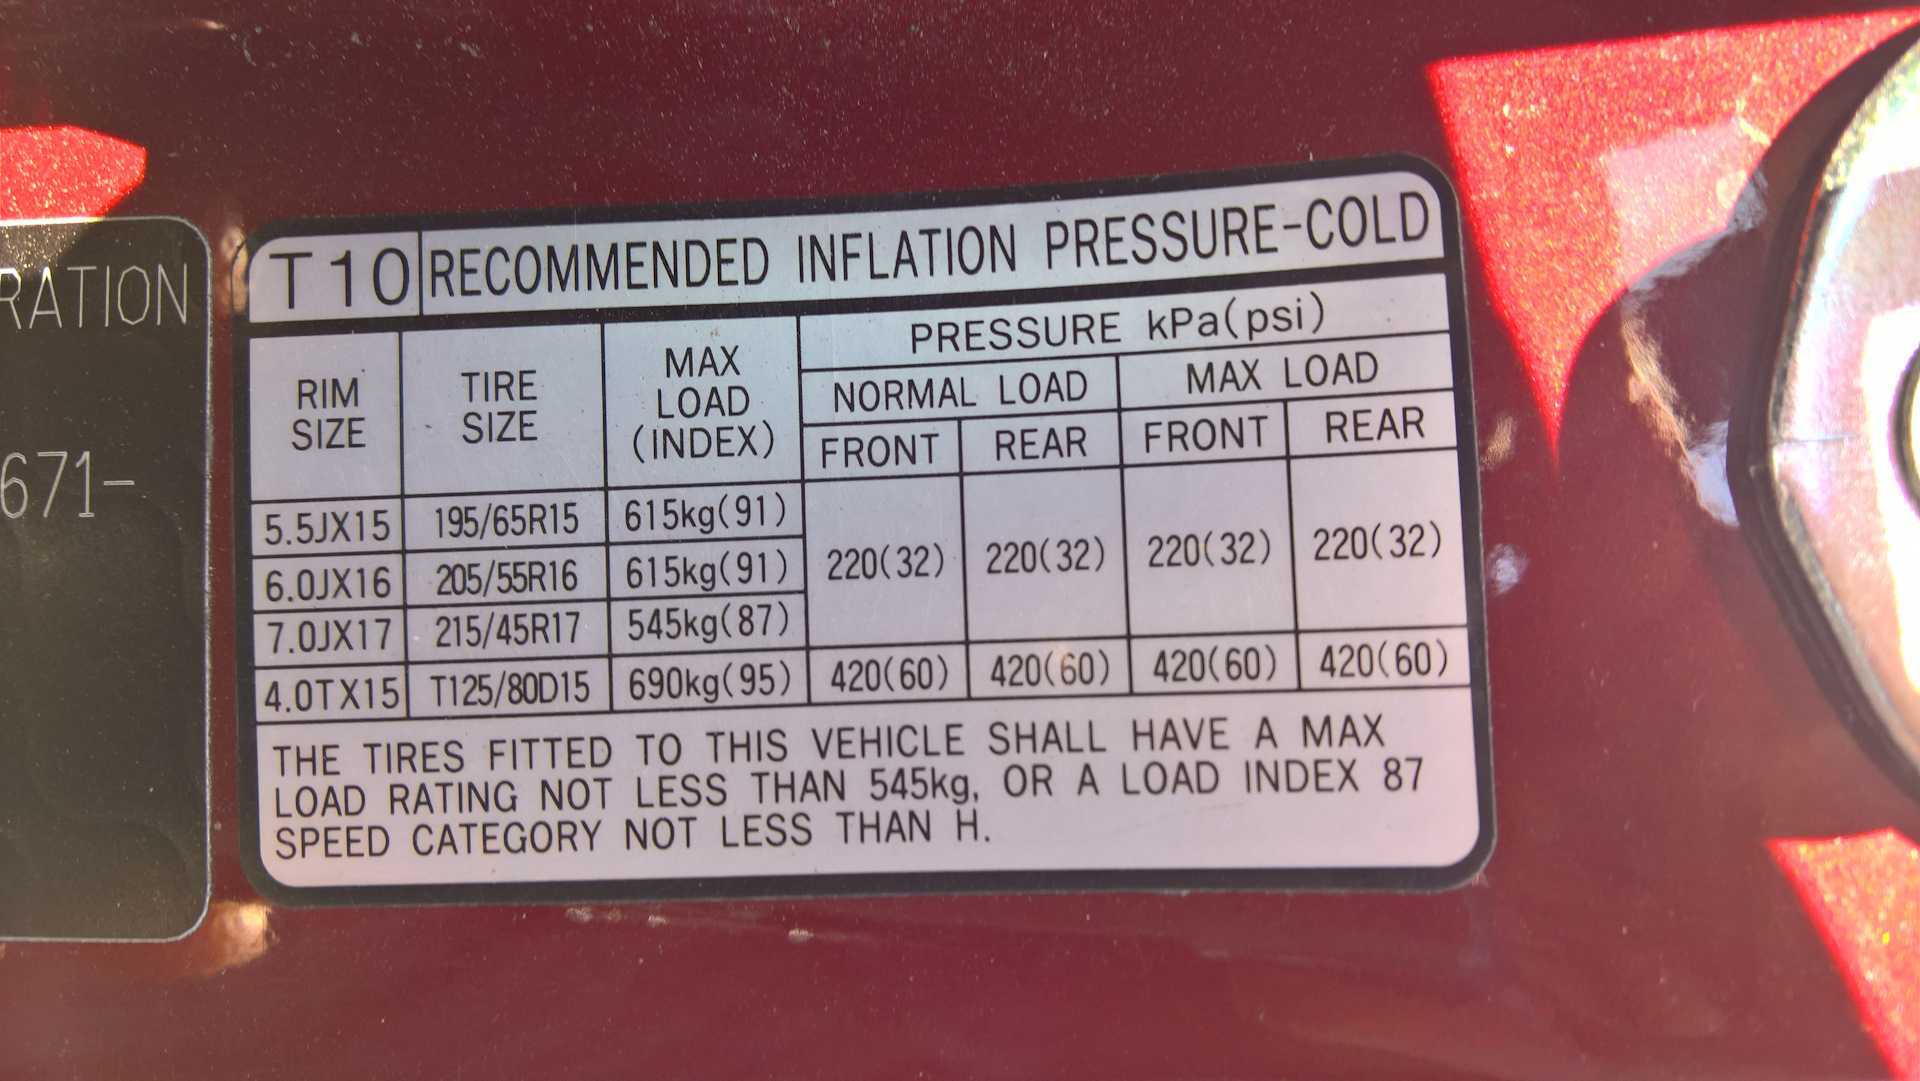 RATION
671-
T10 RECOMMENDED INFLATION PRESSURE-COLD
RIM SIZE TIRE SIZE MAX LOAD (INDEX) PRESSURE kPa(psi)
NORMAL LOAD MAX LOAD
FRONT REAR FRONT REAR
5.5JX15 195/65R15 615kg(91) 220(32) 220(32) 220(32) 220(32)
6.0JX16 205/55R16 615kg(91)
7.0JX17 215/45R17 545kg(87)
4.0TX15 T125/80D15 690kg(95) 420(60) 420(60) 420(60) 420(60)
THE TIRES FITTED TO THIS VEHICLE SHALL HAVE A MAX
LOAD RATING NOT LESS THAN 545kg, OR A LOAD INDEX 87
SPEED CATEGORY NOT LESS THAN H.